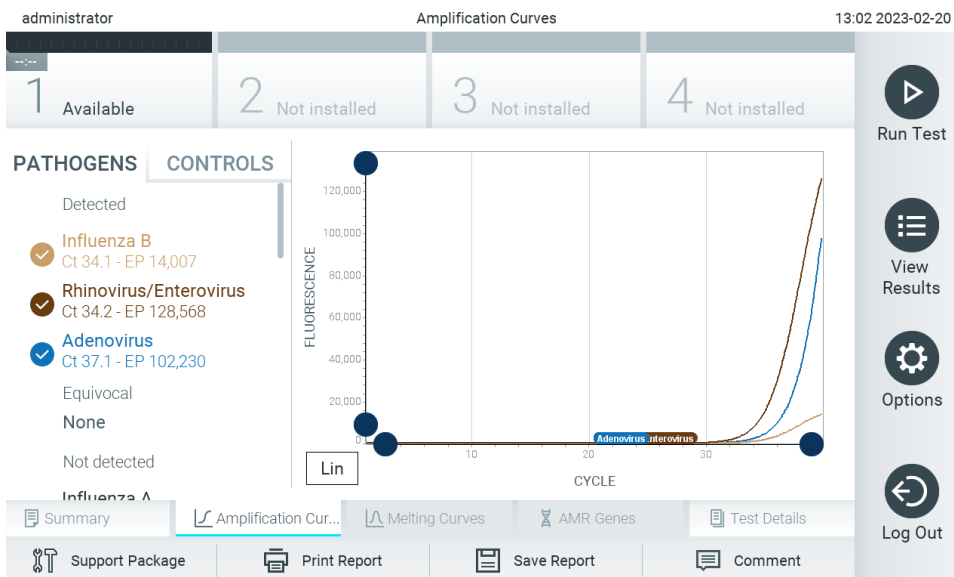 administrator
Amplification Curves
13:02 2023-02-20
--:--
1 Available
2 Not installed
3 Not installed
4 Not installed
Run Test
View
Results
Options
Log Out
PATHOGENS
CONTROLS
Detected
Influenza B
Ct 34.1 - EP 14,007
Rhinovirus/Enterovirus
Ct 34.2 - EP 128,568
Adenovirus
Ct 37.1 - EP 102,230
Equivocal
None
Not detected
Influenza A
FLUORESCENCE
120,000
100,000
80,000
60,000
40,000
20,000
0
Adenovirus
nterovirus
10
20
30
CYCLE
Lin
Summary
Amplification Cur...
Melting Curves
AMR Genes
Test Details
Support Package
Print Report
Save Report
Comment